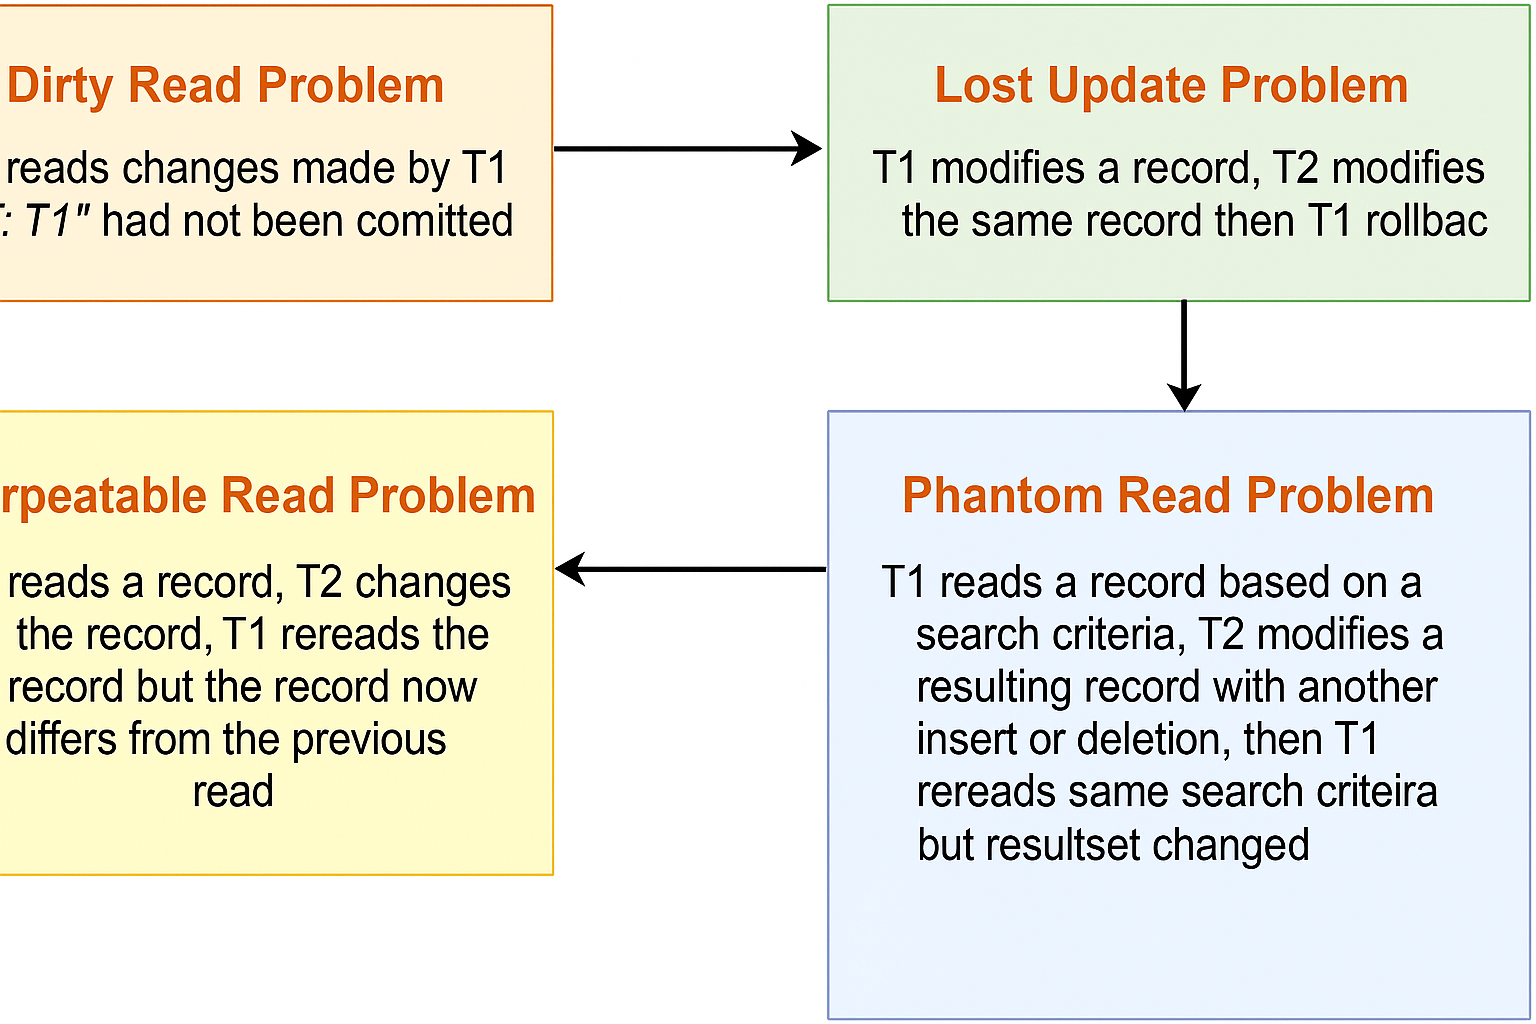 Dirty Read Problem
reads changes made by T1
: T1" had not been comitted
Lost Update Problem
T1 modifies a record, T2 modifies
the same record then T1 rollbac
rpeatable Read Problem
reads a record, T2 changes
the record, T1 rereads the
record but the record now
differs from the previous
read
Phantom Read Problem
T1 reads a record based on a
search criteria, T2 modifies a
resulting record with another
insert or deletion, then T1
rereads same search criteira
but resultset changed